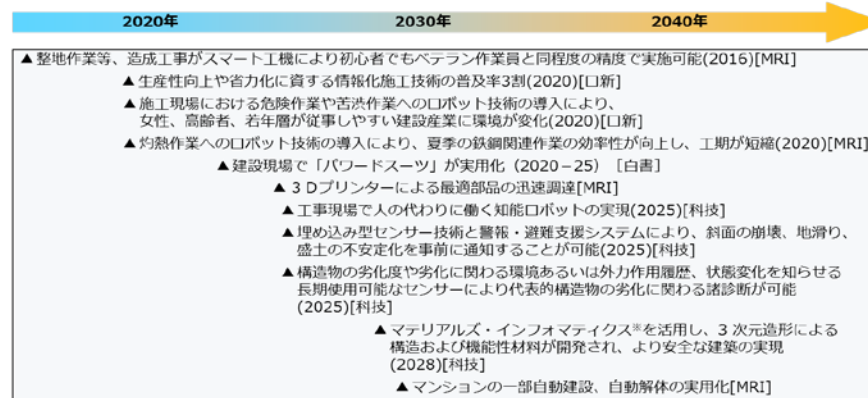 2020年 2030年 2040年
▲整地作業等、造成工事がスマート工機により初心者でもベテラン作業員と同程度の精度で実施可能(2016)[MRI]
▲生産性向上や省力化に資する情報化施工技術の普及率3割(2020)[ロ新]
▲施工現場における危険作業や苦渋作業へのロボット技術の導入により、
女性、高齢者、若年層が従事しやすい建設産業に環境が変化(2020)[ロ新]
▲灼熱作業へのロボット技術の導入により、夏季の鉄鋼関連作業の効率性が向上し、工期が短縮(2020)[MRI]
▲建設現場で「パワードスーツ」が実用化（2020－25）［白書］
▲3Dプリンターによる最適部品の迅速調達[MRI]
▲工事現場で人の代わりに働く知能ロボットの実現(2025)[科技]
▲埋め込み型センサー技術と警報・避難支援システムにより、斜面の崩壊、地滑り、
盛土の不安定化を事前に通知することが可能(2025)[科技]
▲構造物の劣化度や劣化に関わる環境あるいは外力作用履歴、状態変化を知らせる
長期使用可能なセンサーにより代表的構造物の劣化に関わる諸診断が可能
(2025)[科技]
▲マテリアルズ・インフォマティクス※を活用し、3次元造形による
構造および機能性材料が開発され、より安全な建築の実現
(2028)[科技]
▲マンションの一部自動建設、自動解体の実用化[MRI]